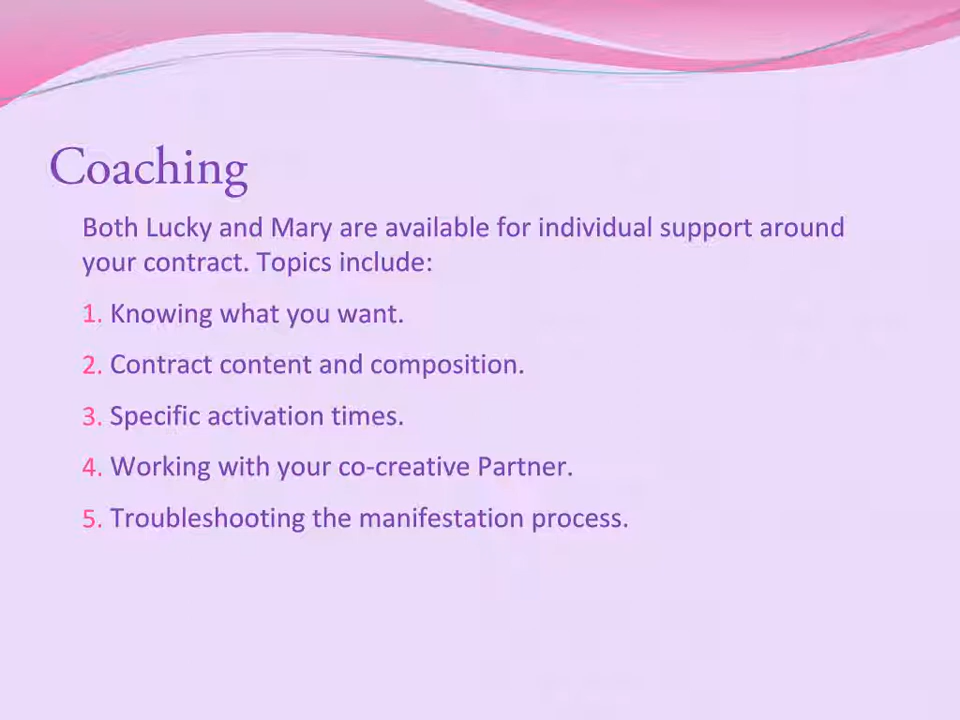 Coaching
Both Lucky and Mary are available for individual support around
your contract. Topics include:
1. Knowing what you want.
2. Contract content and composition.
3. Specific activation times.
4. Working with your co-creative Partner.
5. Troubleshooting the manifestation process.